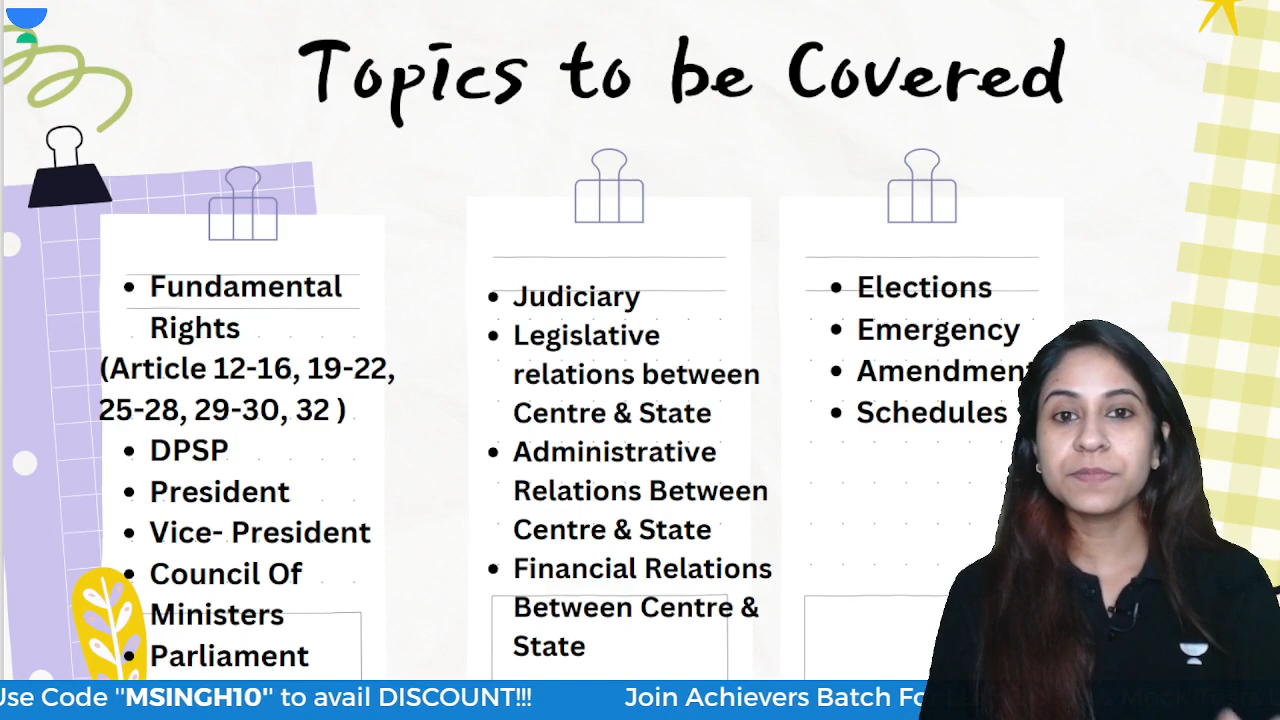 Topics to be Covered
• Fundamental
Rights
(Article 12-16, 19-22,
25-28, 29-30, 32 )
• DPSP
• President
• Vice- President
• Council Of
• Ministers
• Parliament
• Judiciary
• Legislative
relations between
Centre & State
• Administrative
Relations Between
Centre & State
• Financial Relations
Between Centre &
State
• Elections
• Emergency
• Amendment
• Schedules
Use Code "MSINGH10" to avail DISCOUNT!!!
Join Achievers Batch Fo